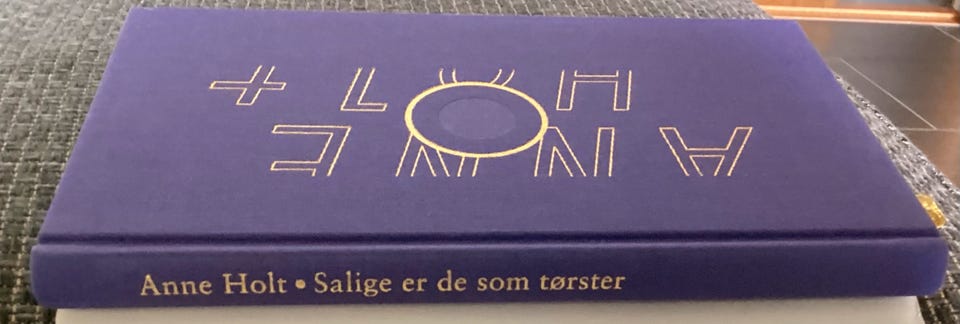 ANNE
HOLT
Anne Holt • Salige er de som tørster